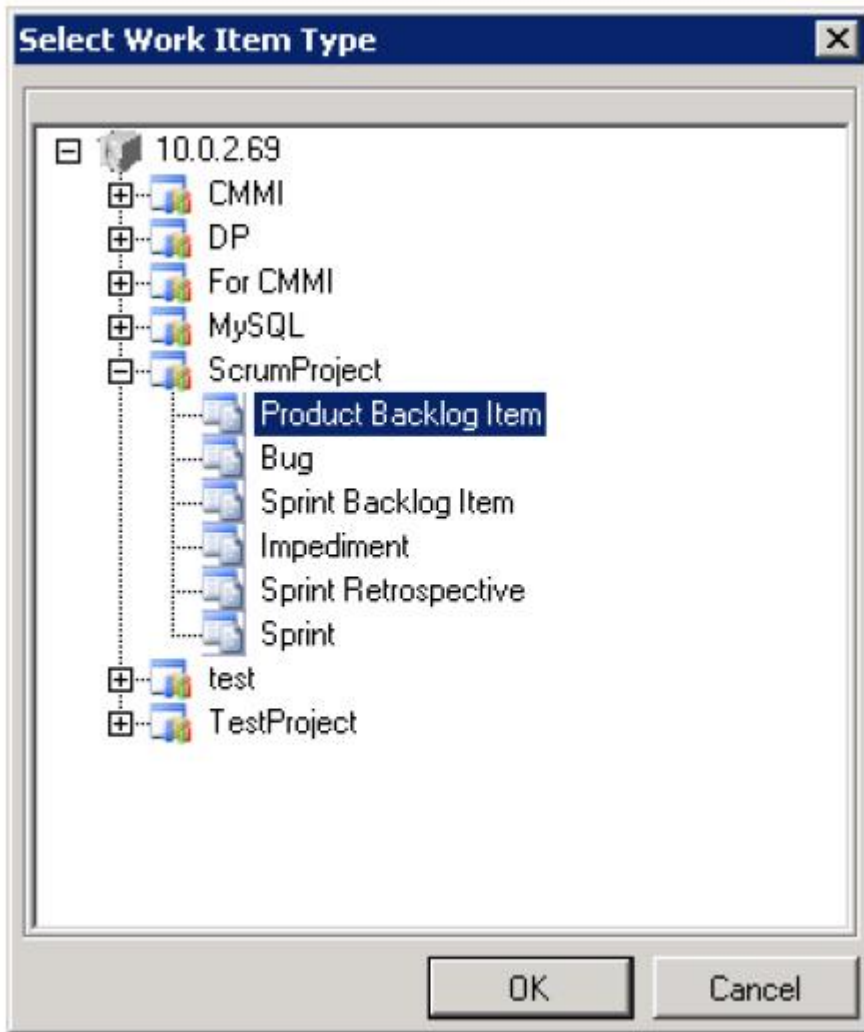 Select Work Item Type
10.0.2.69
CMMI
DP
For CMMI
MySQL
ScrumProject
Product Backlog Item
Bug
Sprint Backlog Item
Impediment
Sprint Retrospective
Sprint
test
TestProject
OK Cancel